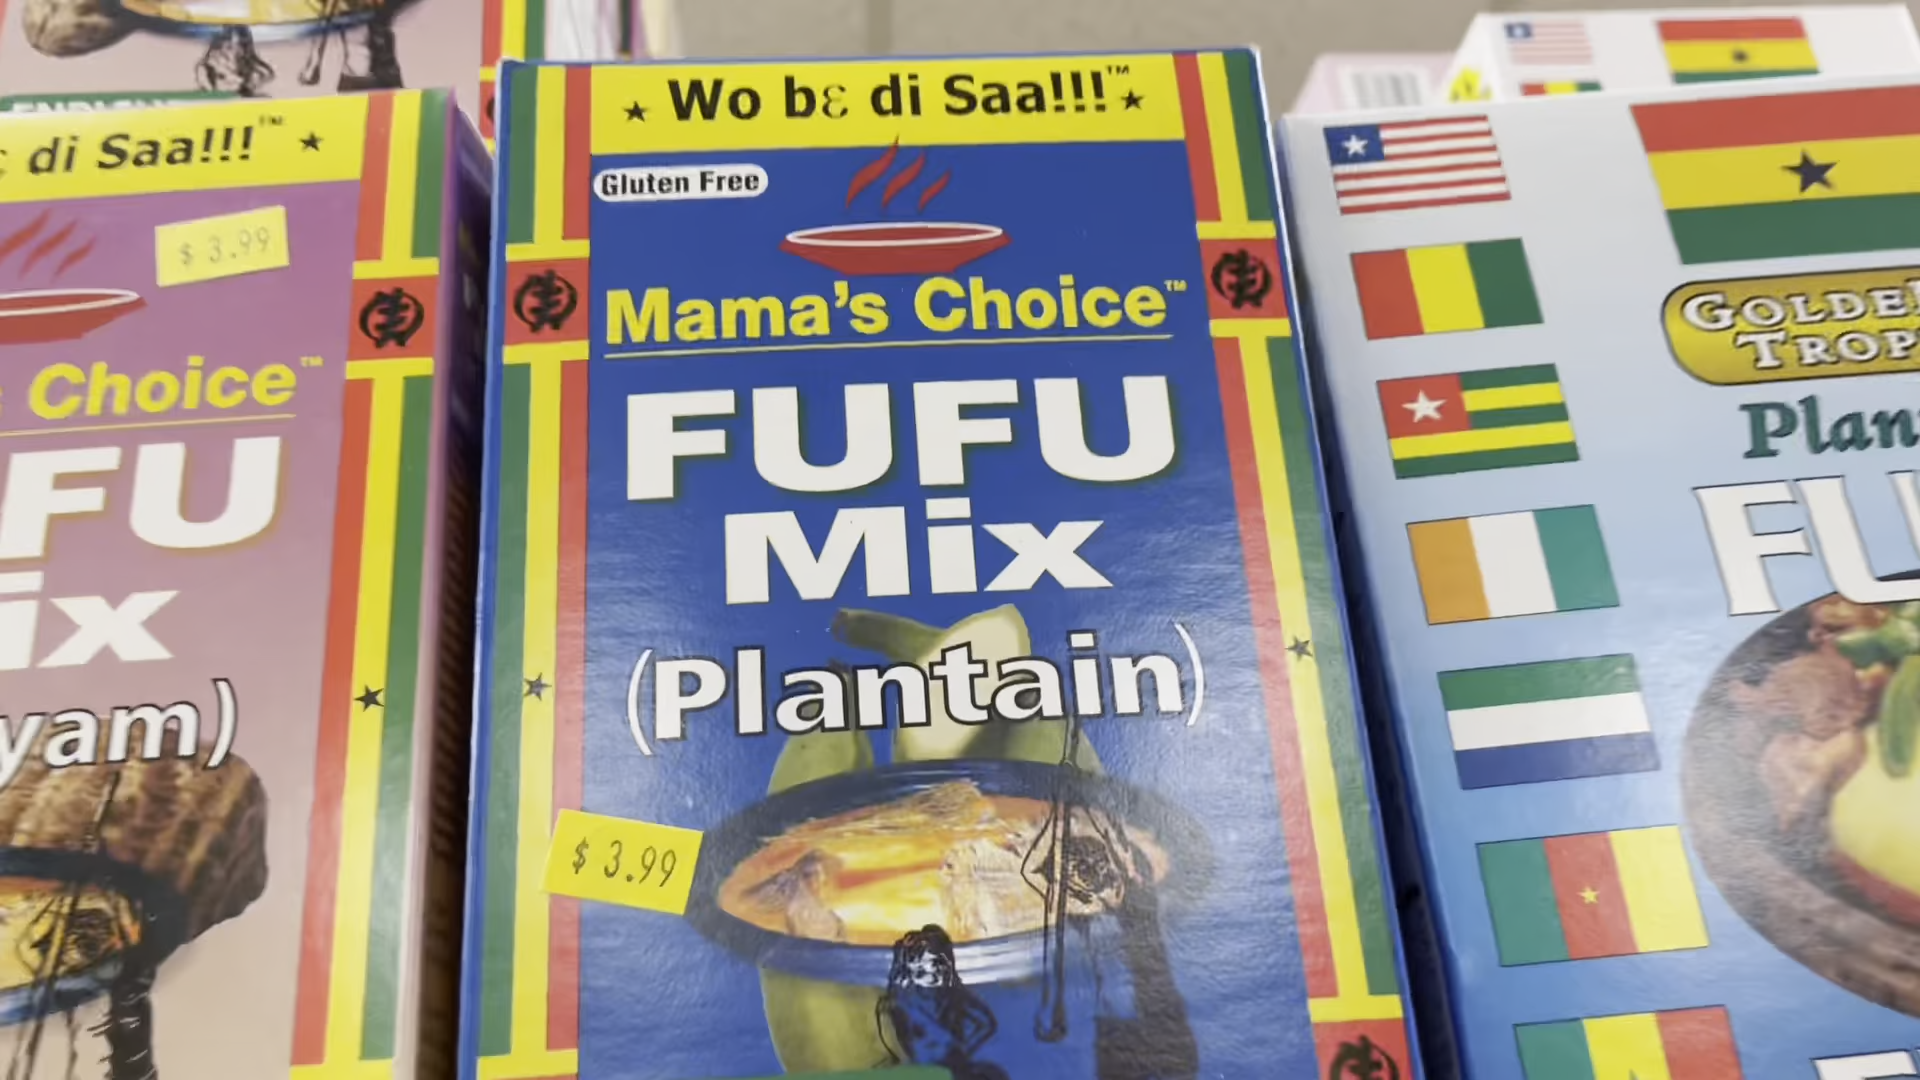 Wo bɛ di Saa!!!™
Gluten Free
Mama's Choice™
FUFU
Mix
(Plantain)
$ 3.99
di Saa!!!™
$ 3.99
Choice™
FU
ix
yam)
GOLDE
TROP
Plan
FU